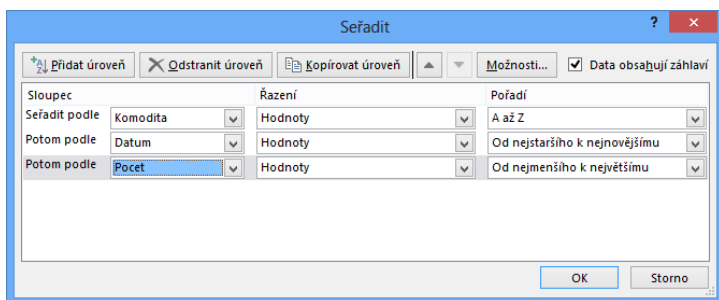 Seřadit
? ×
Přidat úroveň Odstranit úroveň Kopírovat úroveň Možnosti... Data obsahují záhlaví
Sloupec Řazení Pořadí
Seřadit podle Komodita Hodnoty A až Z
Potom podle Datum Hodnoty Od nejstaršího k nejnovějšímu
Potom podle Pocet Hodnoty Od nejmenšího k největšímu
OK Storno